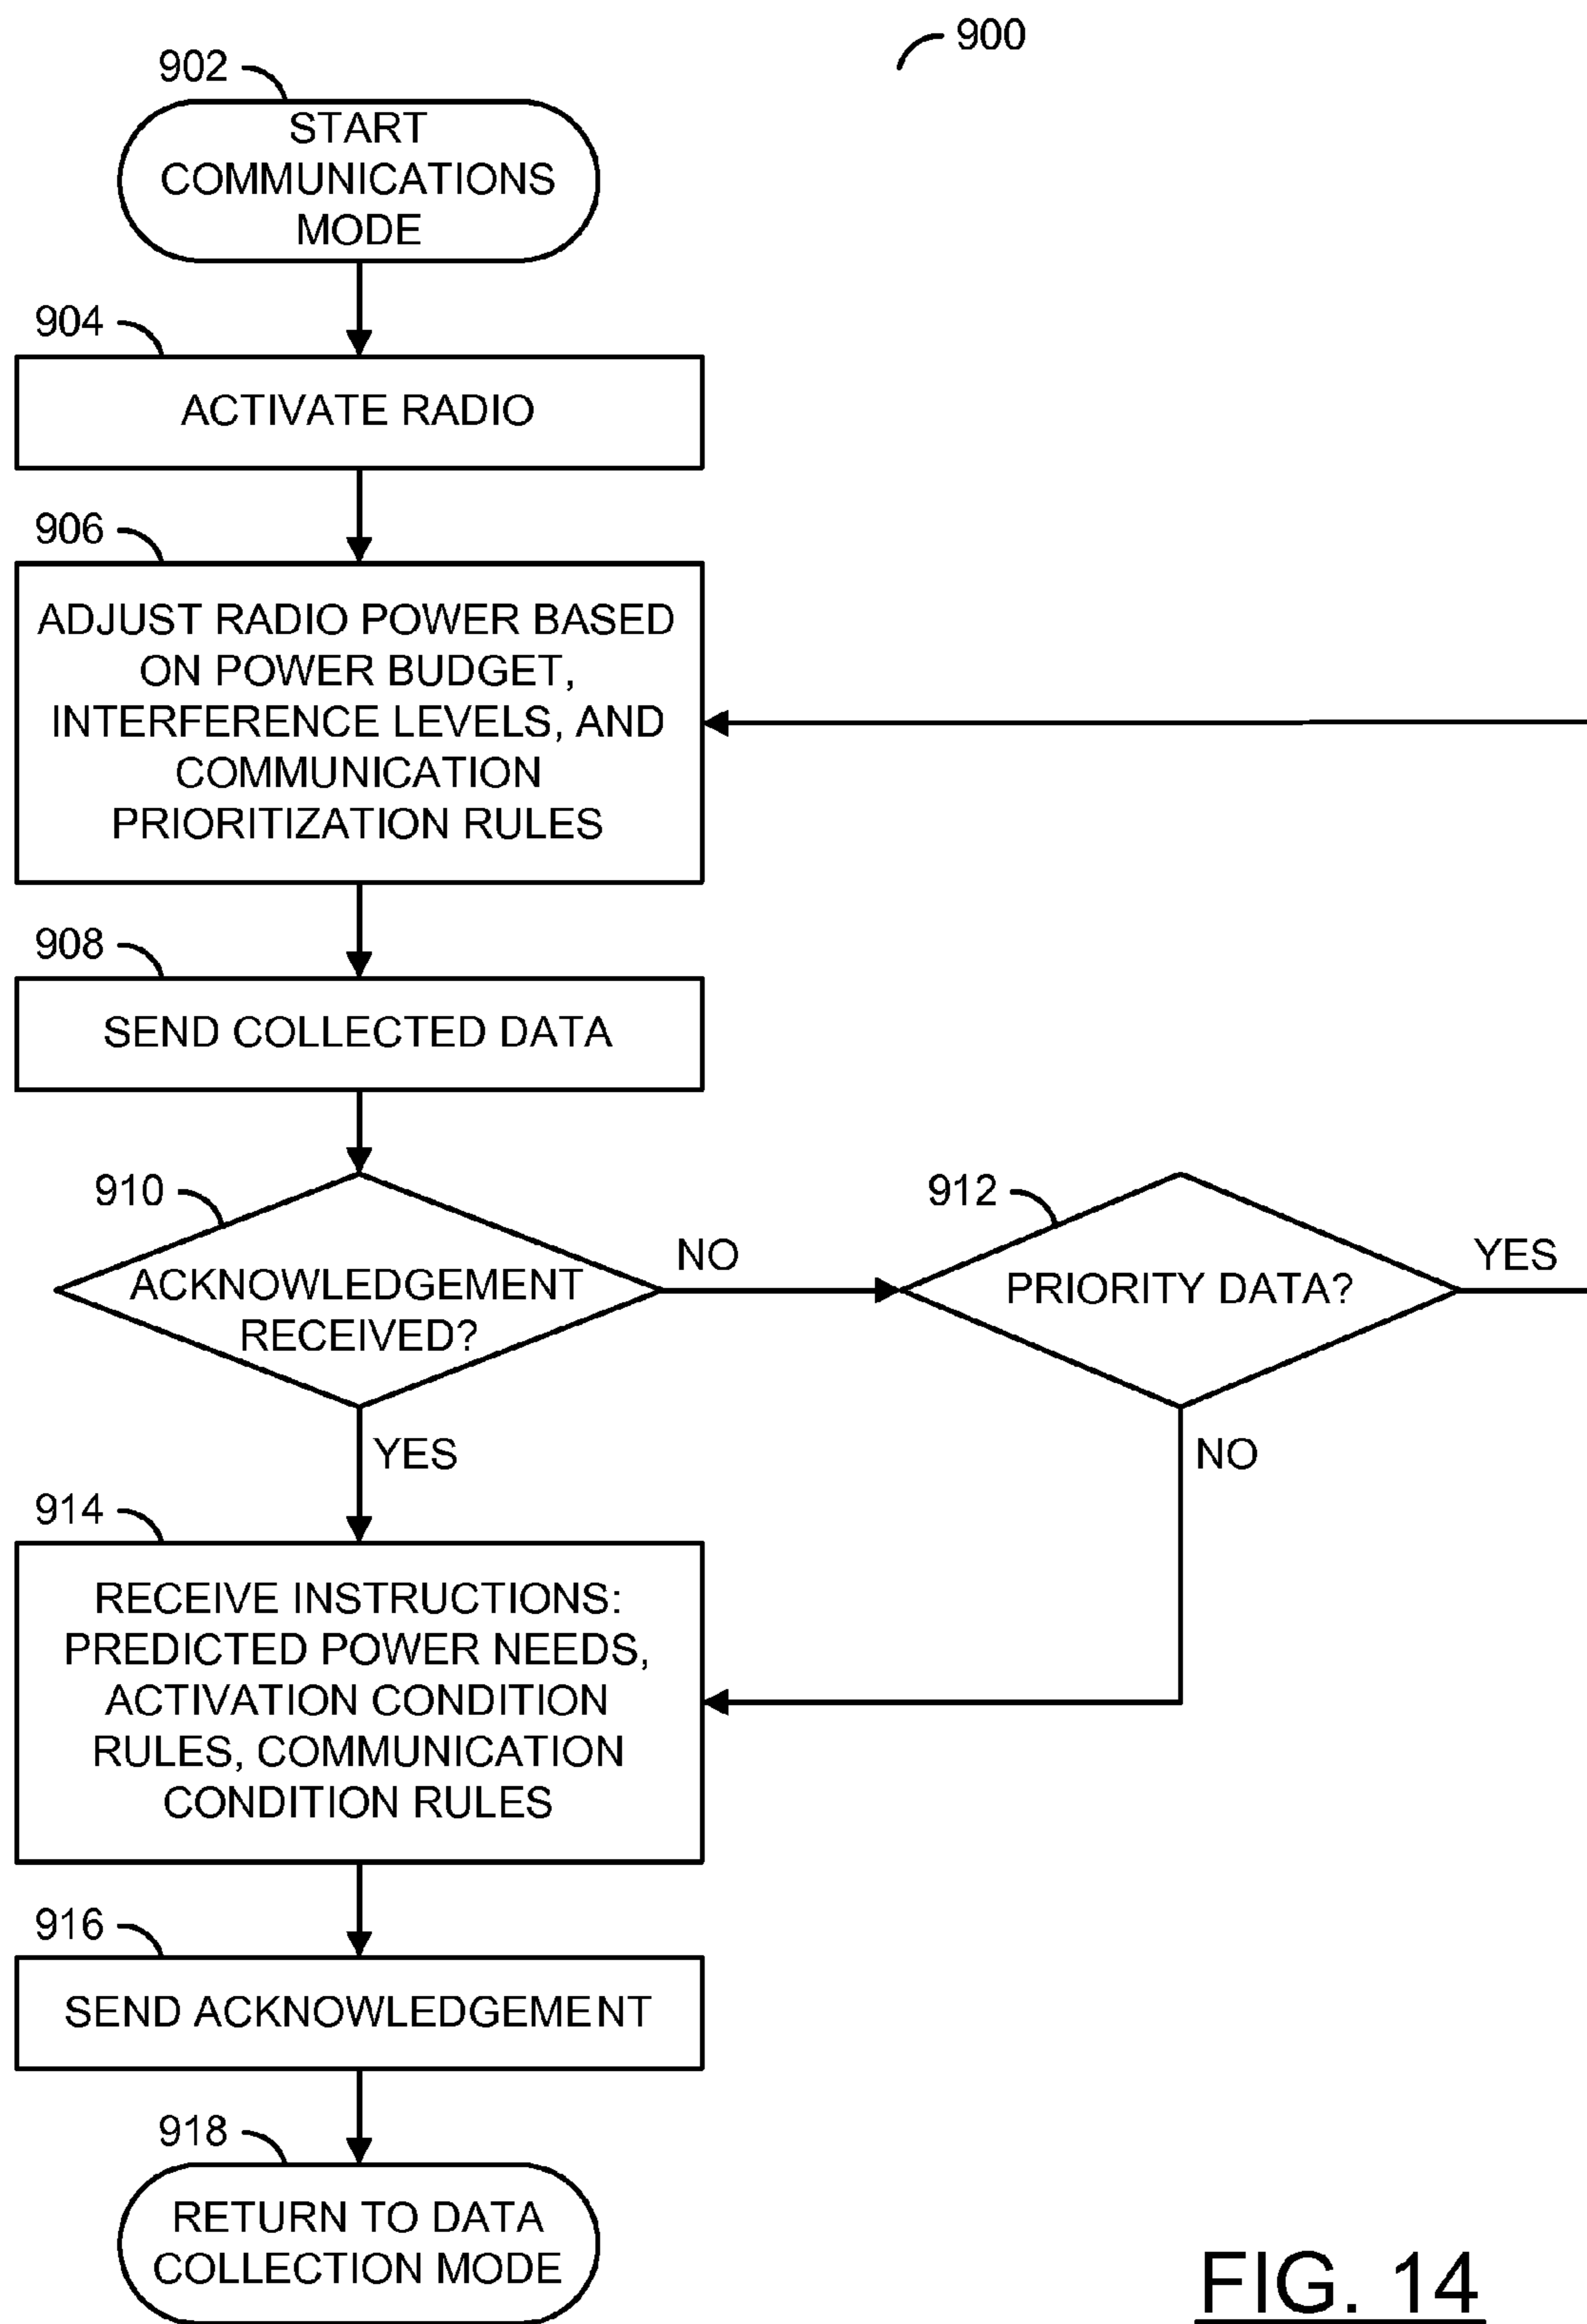 900
902
START
COMMUNICATIONS
MODE
904
ACTIVATE RADIO
906
ADJUST RADIO POWER BASED
ON POWER BUDGET,
INTERFERENCE LEVELS, AND
COMMUNICATION
PRIORITIZATION RULES
908
SEND COLLECTED DATA
910
ACKNOWLEDGEMENT
RECEIVED?
NO
912
PRIORITY DATA?
YES
YES
NO
914
RECEIVE INSTRUCTIONS:
PREDICTED POWER NEEDS,
ACTIVATION CONDITION
RULES, COMMUNICATION
CONDITION RULES
916
SEND ACKNOWLEDGEMENT
918
RETURN TO DATA
COLLECTION MODE
FIG. 14